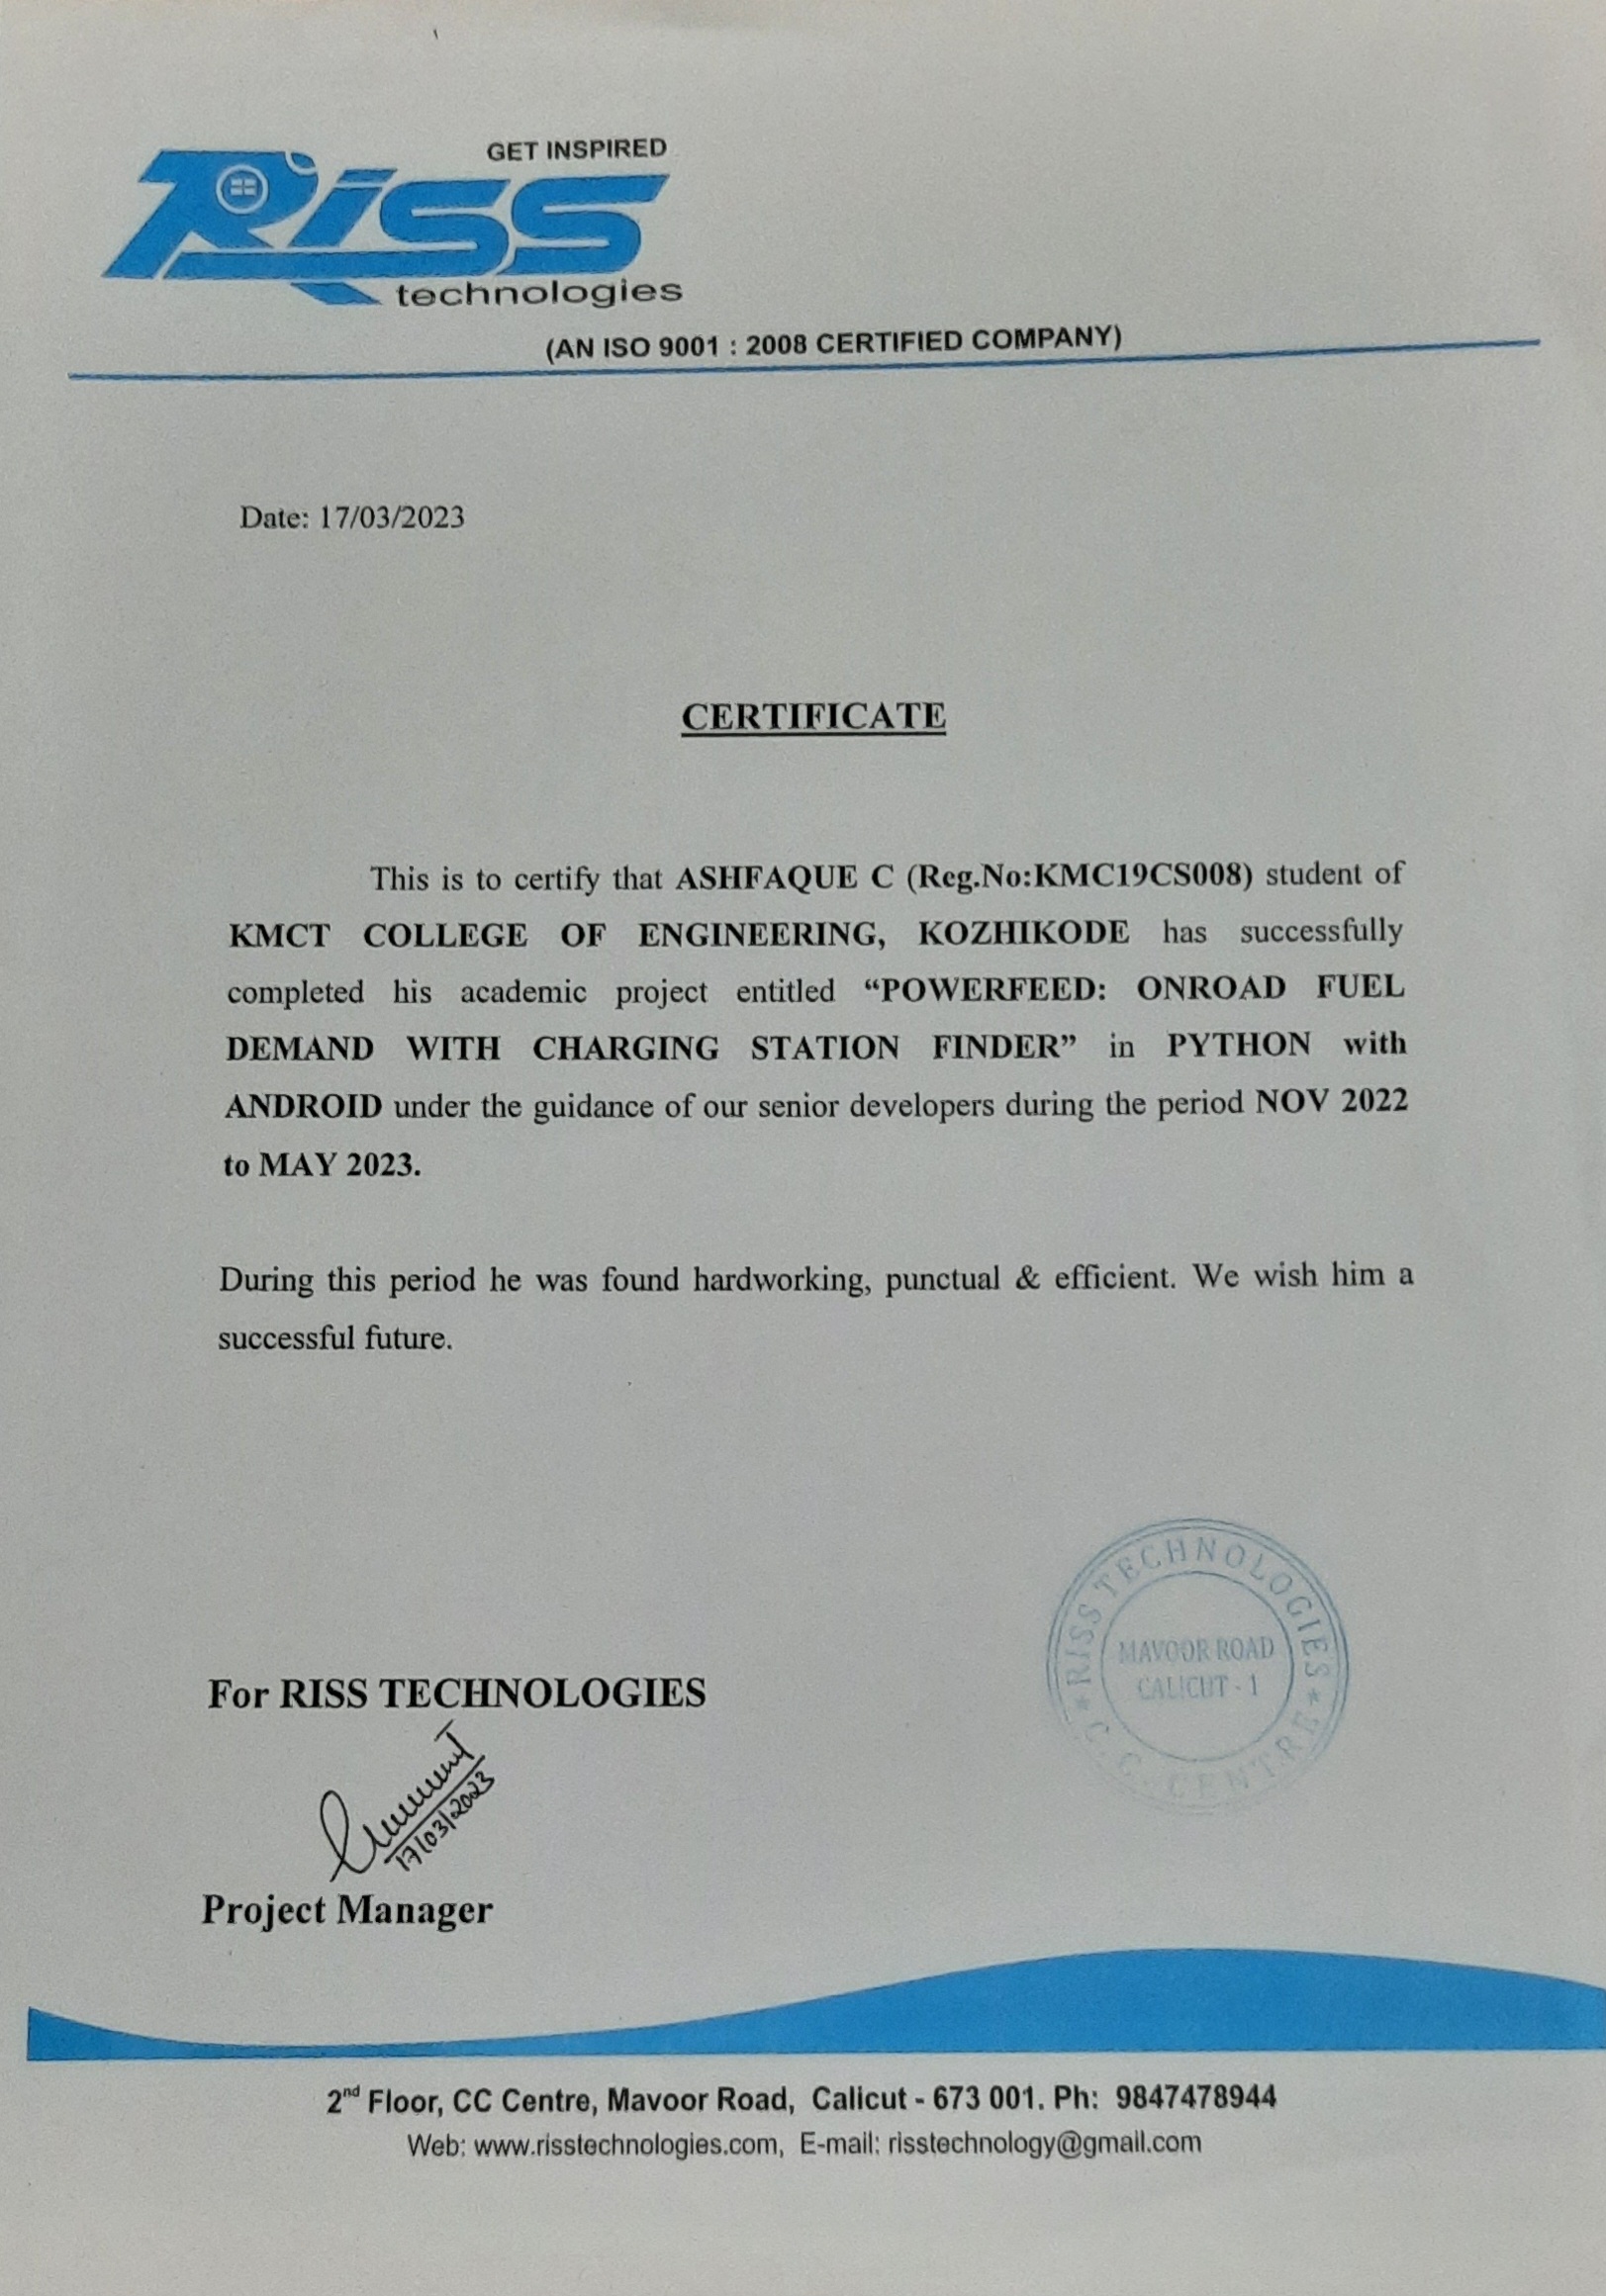 GET INSPIRED
Riss
technologies
(AN ISO 9001 : 2008 CERTIFIED COMPANY)
Date: 17/03/2023
CERTIFICATE
This is to certify that ASHFAQUE C (Reg.No:KMC19CS008) student of
KMCT COLLEGE OF ENGINEERING, KOZHIKODE has successfully
completed his academic project entitled “POWERFEED: ONROAD FUEL
DEMAND WITH CHARGING STATION FINDER” in PYTHON with
ANDROID under the guidance of our senior developers during the period NOV 2022
to MAY 2023.
During this period he was found hardworking, punctual & efficient. We wish him a
successful future.
RISS TECHNOLOGIES
MAVOOR ROAD
CALICUT - 1
* C.C. CENTRE *
For RISS TECHNOLOGIES
17/03/2023
Project Manager
2nd Floor, CC Centre, Mavoor Road, Calicut - 673 001. Ph: 9847478944
Web: www.risstechnologies.com, E-mail: risstechnology@gmail.com